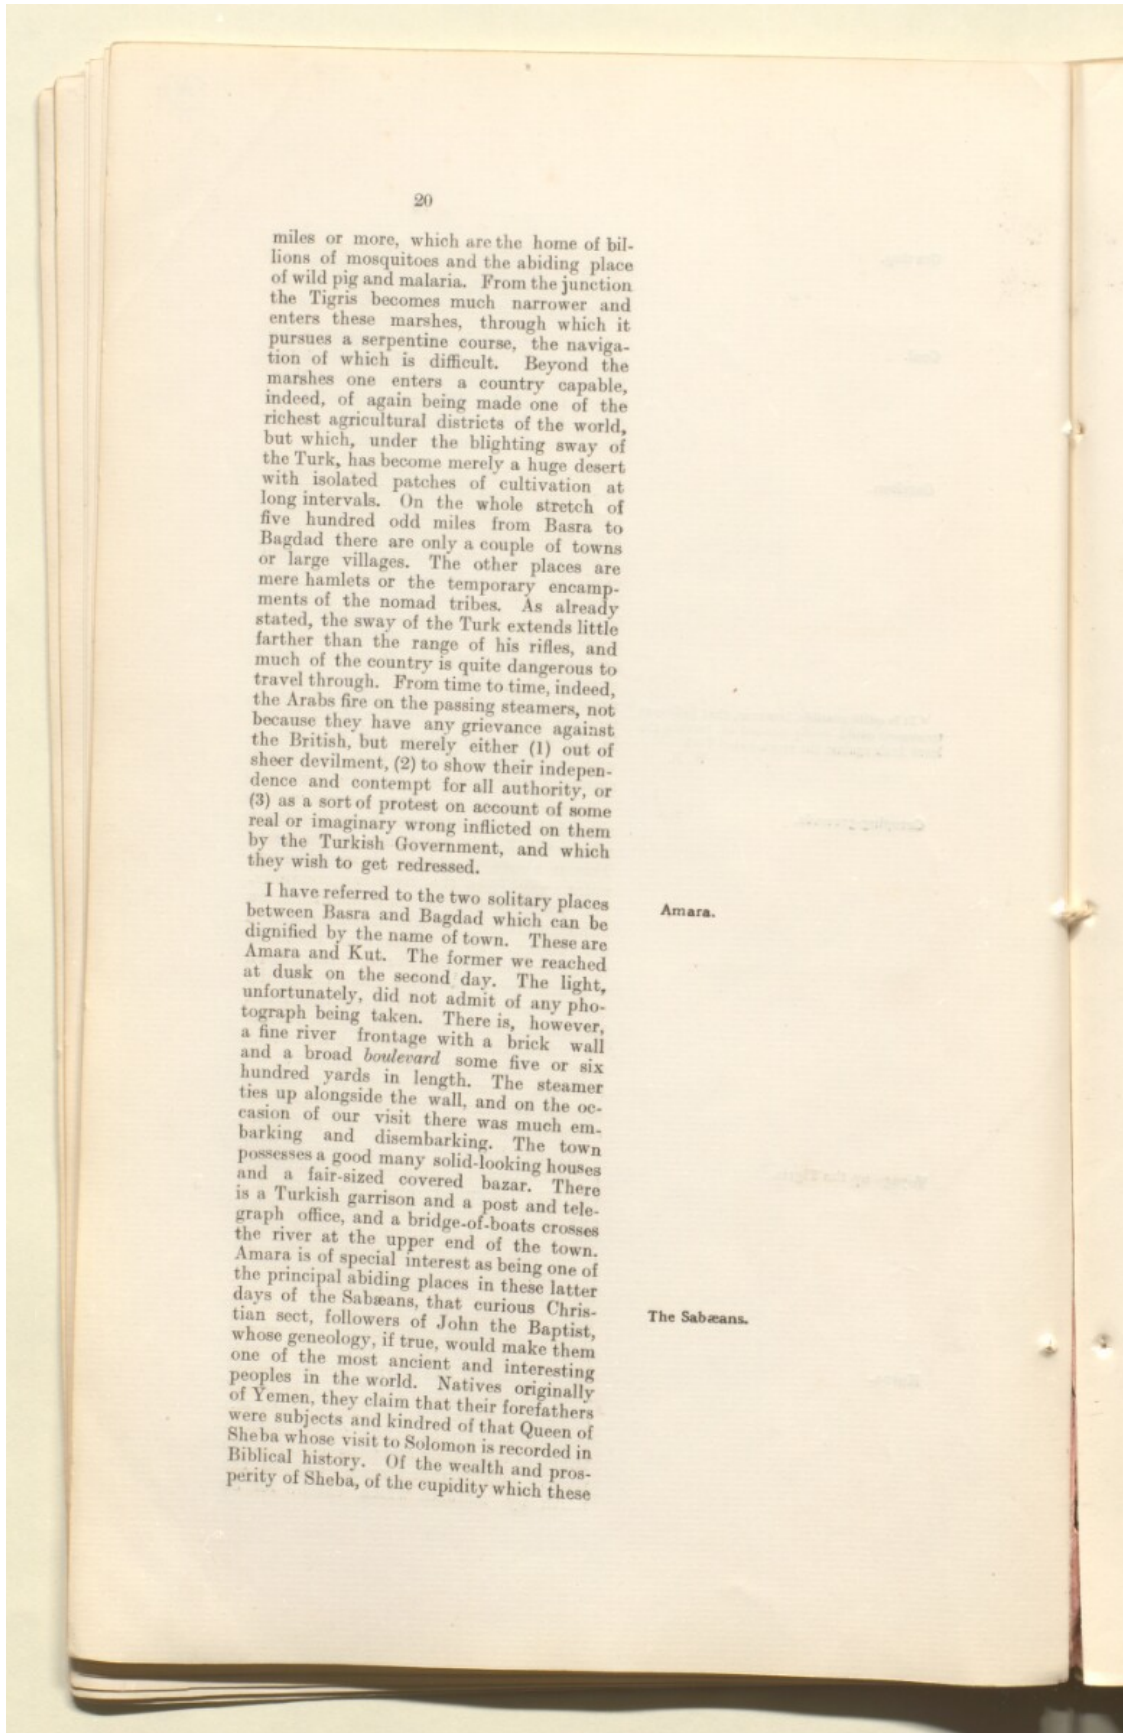 20
miles or more, which are the home of bil-
lions of mosquitoes and the abiding place
of wild pig and malaria. From the junction
the Tigris becomes much narrower and
enters these marshes, through which it
pursues a serpentine course, the naviga-
tion of which is difficult. Beyond the
marshes one enters a country capable,
indeed, of again being made one of the
richest agricultural districts of the world,
but which, under the blighting sway of
the Turk, has become merely a huge desert
with isolated patches of cultivation at
long intervals. On the whole stretch of
five hundred odd miles from Basra to
Bagdad there are only a couple of towns
or large villages. The other places are
mere hamlets or the temporary encamp-
ments of the nomad tribes. As already
stated, the sway of the Turk extends little
farther than the range of his rifles, and
much of the country is quite dangerous to
travel through. From time to time, indeed,
the Arabs fire on the passing steamers, not
because they have any grievance against
the British, but merely either (1) out of
sheer devilment, (2) to show their indepen-
dence and contempt for all authority, or
(3) as a sort of protest on account of some
real or imaginary wrong inflicted on them
by the Turkish Government, and which
they wish to get redressed.
I have referred to the two solitary places
Amara.
between Basra and Bagdad which can be
dignified by the name of town. These are
Amara and Kut. The former we reached
at dusk on the second day. The light,
unfortunately, did not admit of any pho-
tograph being taken. There is, however,
a fine river frontage with a brick wall
and a broad boulevard some five or six
hundred yards in length. The steamer
ties up alongside the wall, and on the oc-
casion of our visit there was much em-
barking and disembarking. The town
possesses a good many solid-looking houses
and a fair-sized covered bazar. There
is a Turkish garrison and a post and tele-
graph office, and a bridge-of-boats crosses
the river at the upper end of the town.
Amara is of special interest as being one of
the principal abiding places in these latter
days of the Sabæans, that curious Chris-
The Sabæans.
tian sect, followers of John the Baptist,
whose geneology, if true, would make them
one of the most ancient and interesting
peoples in the world. Natives originally
of Yemen, they claim that their forefathers
were subjects and kindred of that Queen of
Sheba whose visit to Solomon is recorded in
Biblical history. Of the wealth and pros-
perity of Sheba, of the cupidity which these